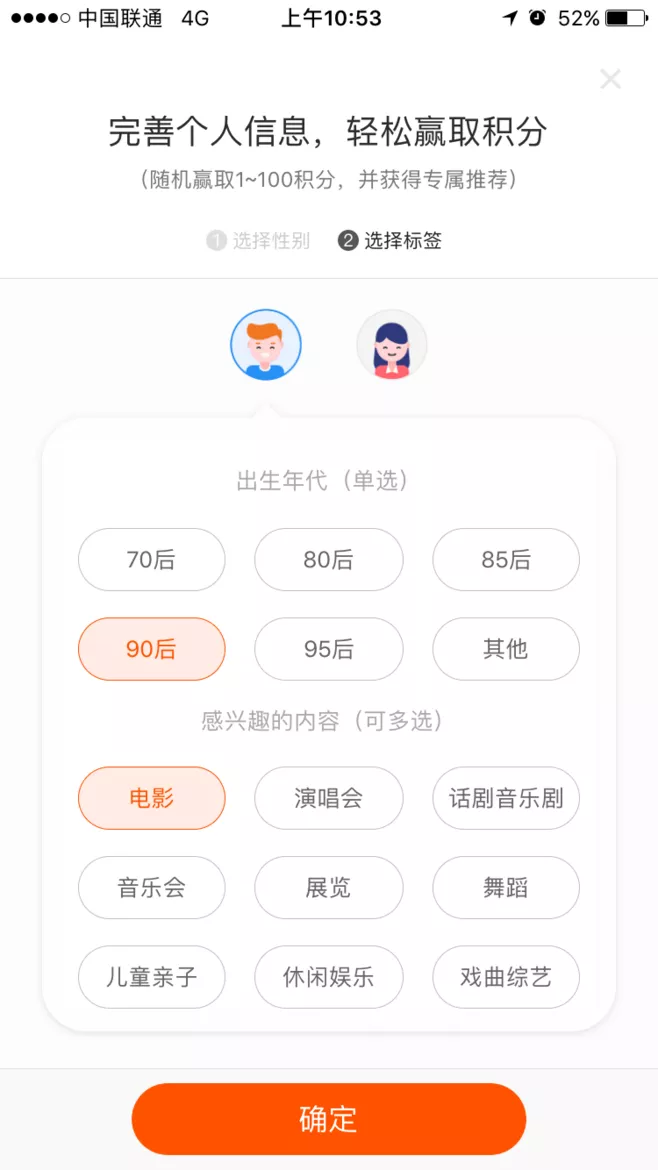 中国联通 4G 上午10:53 52%
完善个人信息，轻松赢取积分
（随机赢取1~100积分，并获得专属推荐）
1 选择性别 2 选择标签
出生年代（单选）
70后 80后 85后
90后 95后 其他
感兴趣的内容（可多选）
电影 演唱会 话剧音乐剧
音乐会 展览 舞蹈
儿童亲子 休闲娱乐 戏曲综艺
确定